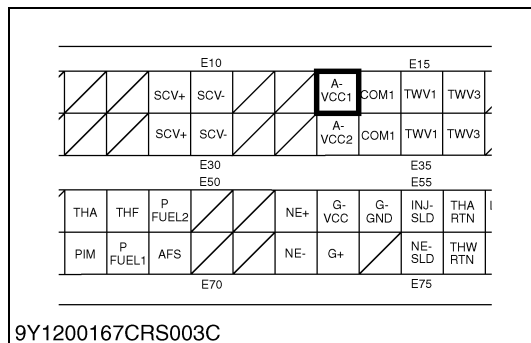 E10 E15
SCV+ SCV- A-VCC1 COM1 TWV1 TWV3
SCV+ SCV- A-VCC2 COM1 TWV1 TWV3
E30 E35
E50 E55
THA THF P FUEL2 NE+ G-VCC G-GND INJ-SLD THA RTN
PIM P FUEL1 AFS NE- G+ NE-SLD THW RTN
E70 E75
9Y1200167CRS003C